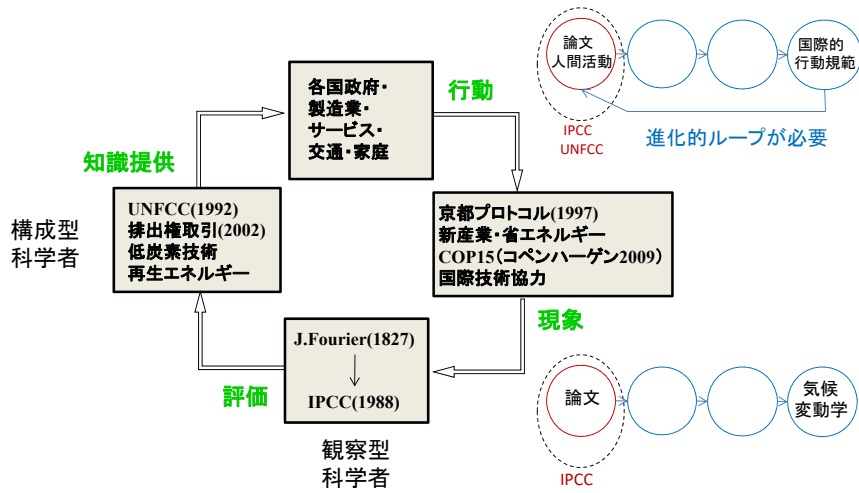 各国政府・
製造業・
サービス・
交通・家庭
行動
知識提供
構成型
科学者
UNFCC(1992)
排出権取引(2002)
低炭素技術
再生エネルギー
京都プロトコル(1997)
新産業・省エネルギー
COP15(コペンハーゲン2009)
国際技術協力
現象
評価
J.Fourier(1827)
IPCC(1988)
観察型
科学者
論文
人間活動
国際的
行動規範
IPCC
UNFCC
進化的ループが必要
論文
気候
変動学
IPCC